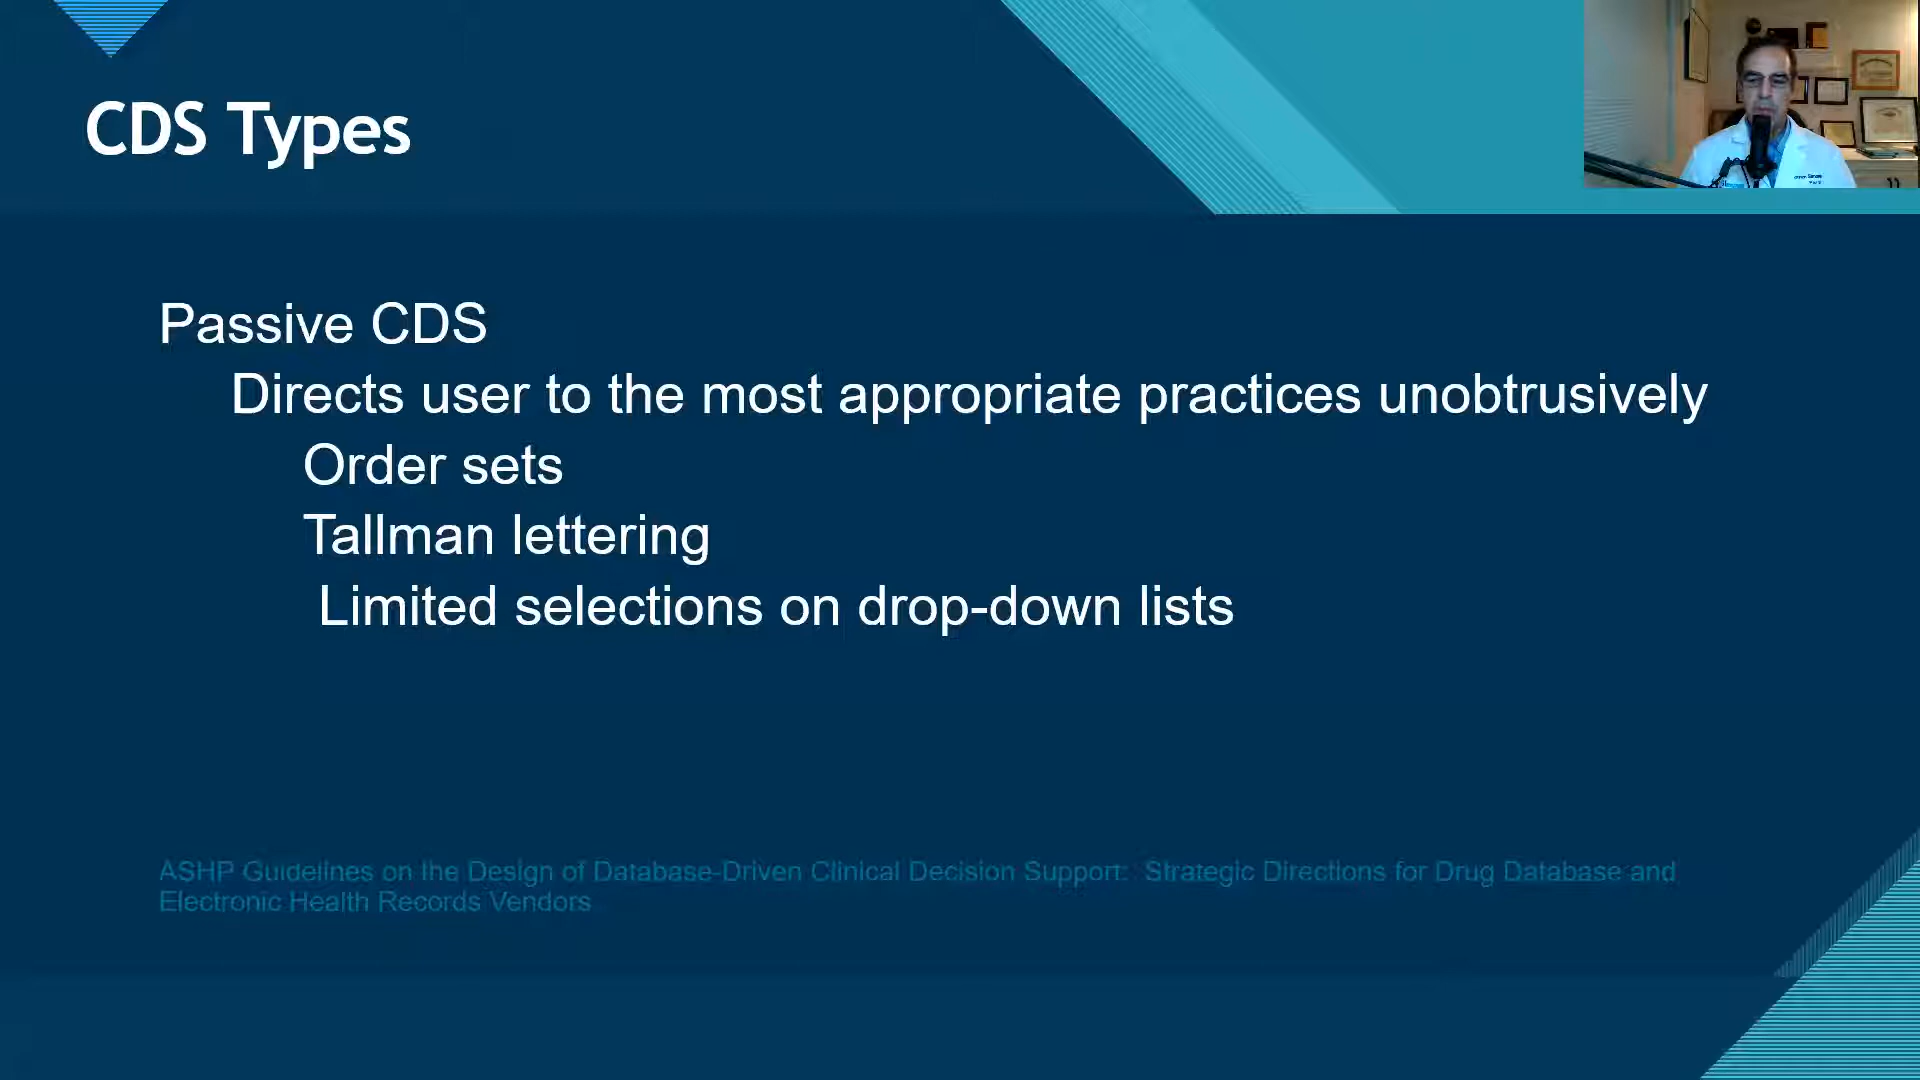 CDS Types
Passive CDS
Directs user to the most appropriate practices unobtrusively
Order sets
Tallman lettering
Limited selections on drop-down lists
ASHP Guidelines on the Design of Database-Driven Clinical Decision Support: Strategic Directions for Drug Database and
Electronic Health Records Vendors